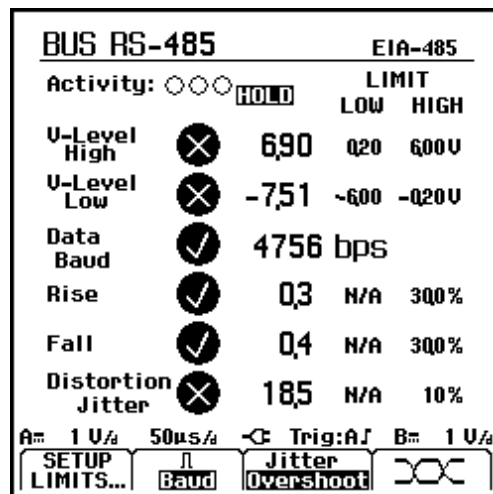 BUS RS-485 EIA-485
Activity: HOLD LIMIT
LOW HIGH
V-Level High 6,90 0,20 6,00 V
V-Level Low -7,51 -6,00 -0,20 V
Data Baud 4756 bps
Rise 0,3 N/A 30,0 %
Fall 0,4 N/A 30,0 %
Distortion Jitter 18,5 N/A 10 %
A 1 V/d 50µs/d Trig:A B 1 V/d
SETUP LIMITS... Baud Jitter Overshoot